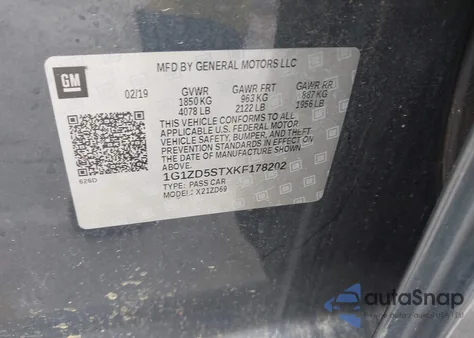 MFD BY GENERAL MOTORS LLC
GM
02/19
GVWR GAWR FRT GAWR RR
1850 KG 963 KG 887 KG
4078 LB 2122 LB 1956 LB
THIS VEHICLE CONFORMS TO ALL
APPLICABLE U.S. FEDERAL MOTOR
VEHICLE SAFETY, BUMPER, AND THEFT
PREVENTION STANDARDS IN EFFECT ON
THE DATE OF MANUFACTURE SHOWN
ABOVE.
1G1ZD5STXKF178202
TYPE: PASS CAR
MODEL: X21ZD69
626D
autoSnap